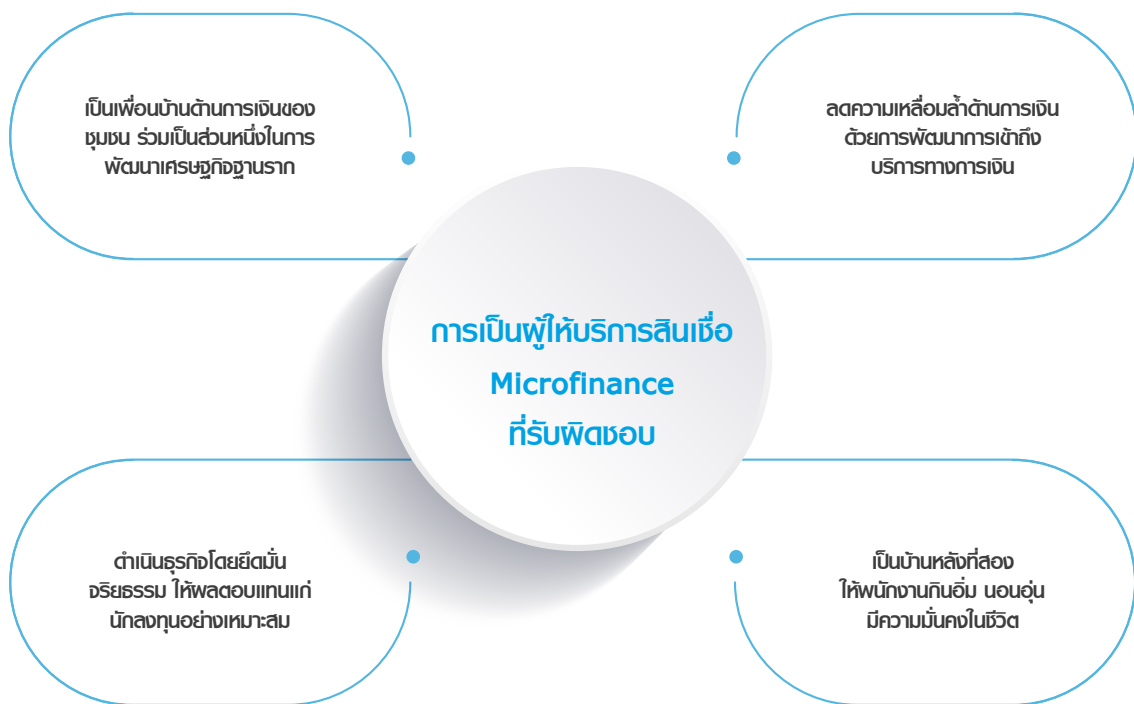 เป็นเพื่อนบ้านด้านการเงินของ
ชุมชน ร่วมเป็นส่วนหนึ่งในการ
พัฒนาเศรษฐกิจฐานราก
ลดความเหลื่อมล้ำด้านการเงิน
ด้วยการพัฒนาการเข้าถึง
บริการทางการเงิน
การเป็นผู้ให้บริการสินเชื่อ
Microfinance
ที่รับผิดชอบ
ดำเนินธุรกิจโดยยึดมั่น
จริยธรรม ให้ผลตอบแทนแก่
นักลงทุนอย่างเหมาะสม
เป็นบ้านหลังที่สอง
ให้พนักงานกินอิ่ม นอนอุ่น
มีความมั่นคงในชีวิต